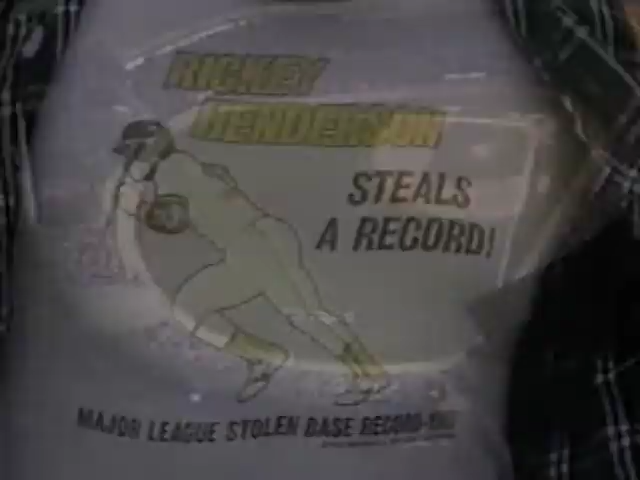 RICKEY
HENDERSON
STEALS
A RECORD!
MAJOR LEAGUE STOLEN BASE RECORD